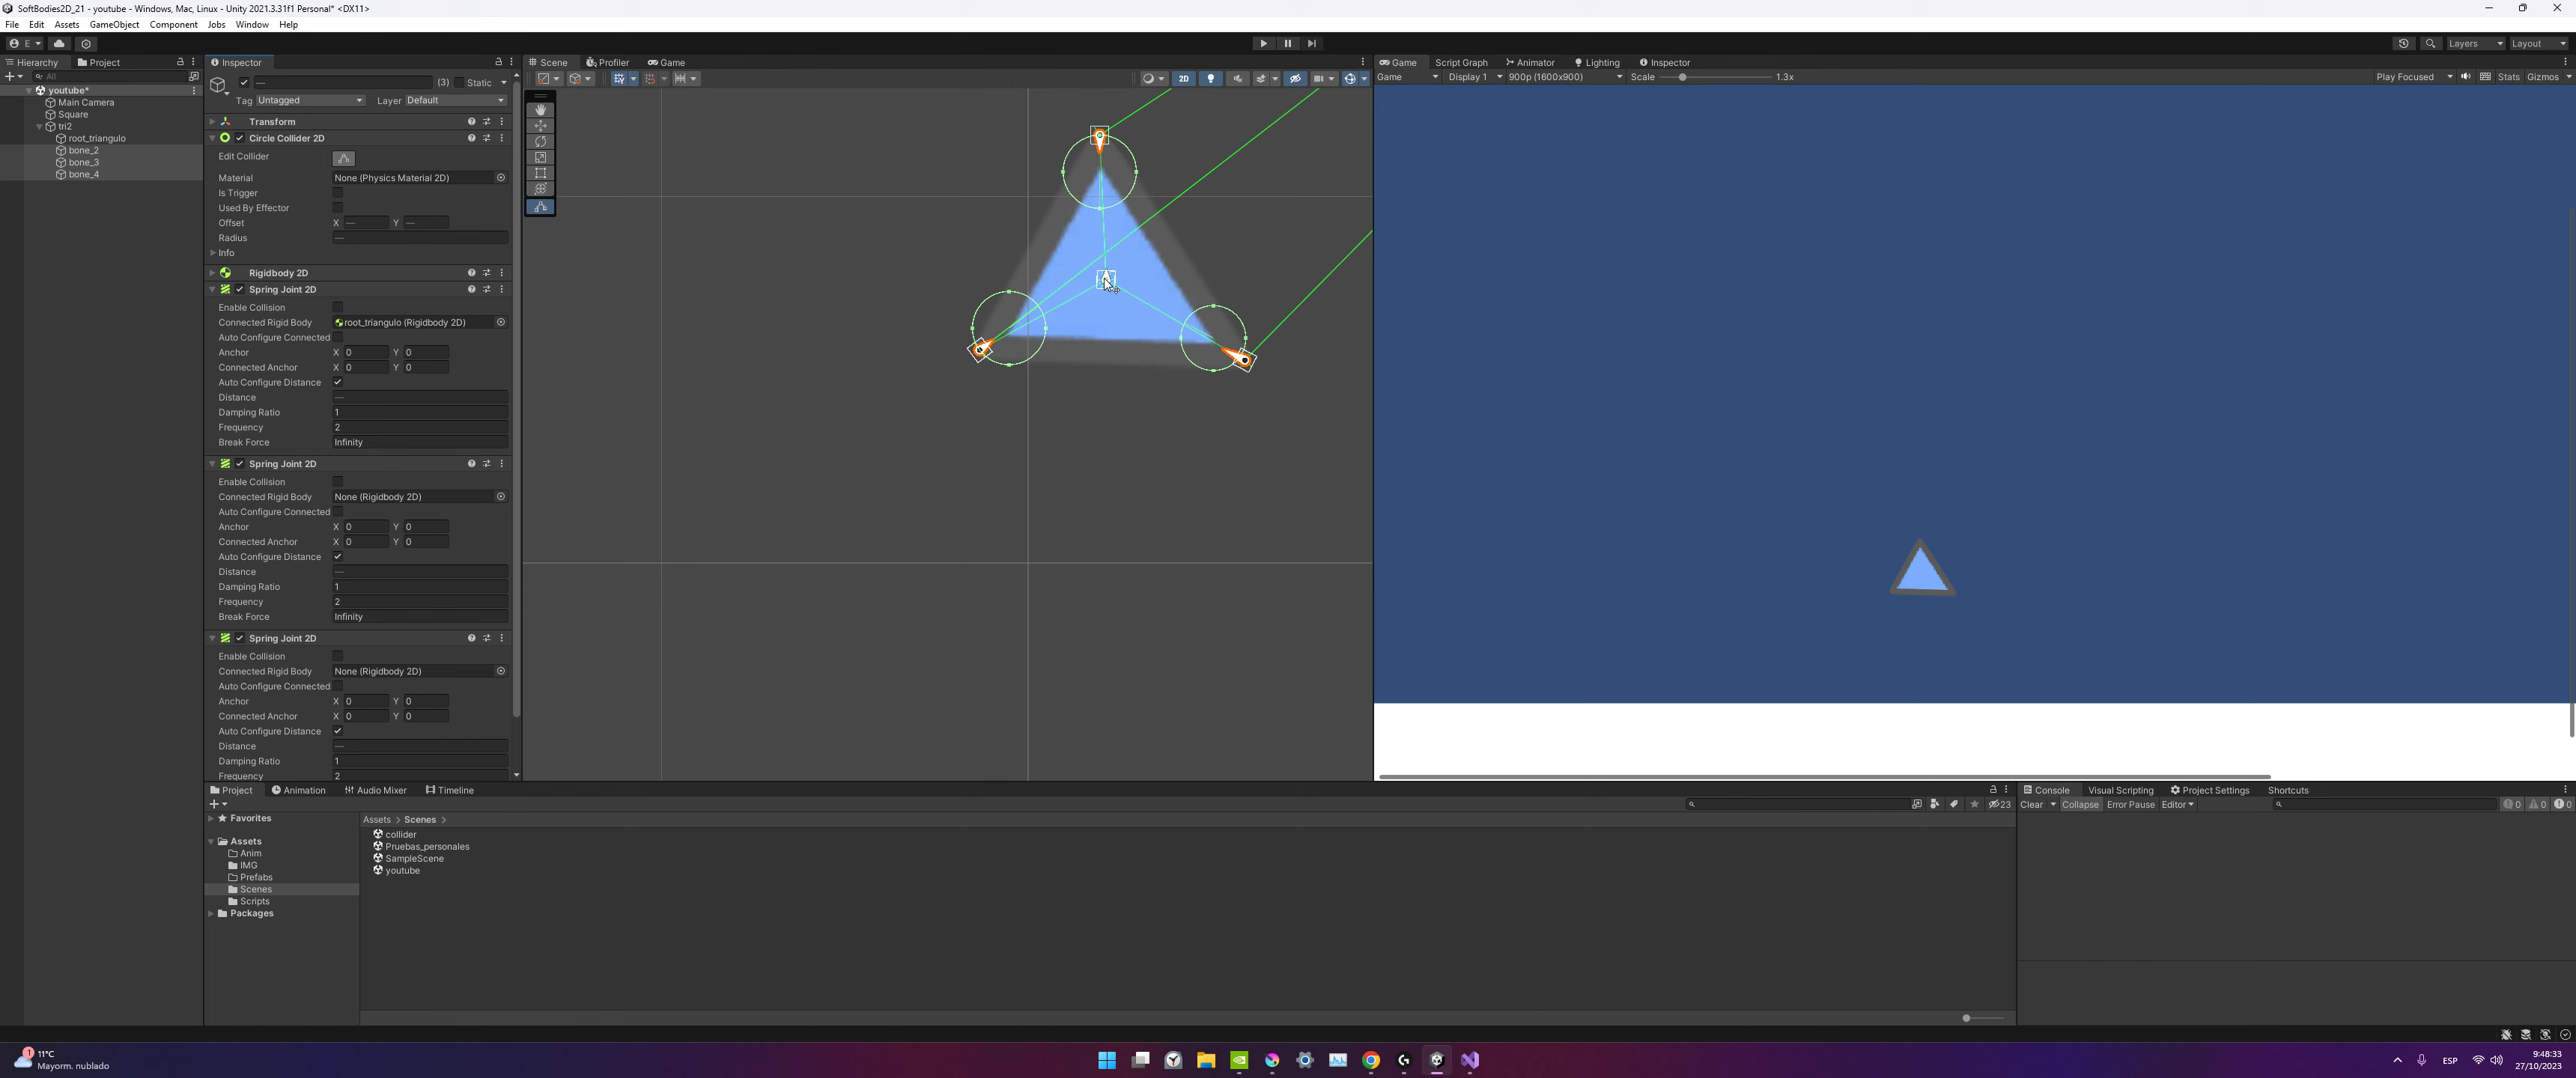 SoftBodies2D_21 - youtube - Windows, Mac, Linux - Unity 2021.3.31f1 Personal* <DX11>
File Edit Assets GameObject Component Jobs Window Help
E Layers Layout
Hierarchy Project
All
youtube*
Main Camera
Square
tri2
root_triangulo
bone_2
bone_3
bone_4
Inspector
— (3) Static
Tag Untagged Layer Default
Transform
Circle Collider 2D
Edit Collider
Material None (Physics Material 2D)
Is Trigger
Used By Effector
Offset X — Y —
Radius —
Info
Rigidbody 2D
Spring Joint 2D
Enable Collision
Connected Rigid Body root_triangulo (Rigidbody 2D)
Auto Configure Connected
Anchor X 0 Y 0
Connected Anchor X 0 Y 0
Auto Configure Distance
Distance —
Damping Ratio 1
Frequency 2
Break Force Infinity
Spring Joint 2D
Enable Collision
Connected Rigid Body None (Rigidbody 2D)
Auto Configure Connected
Anchor X 0 Y 0
Connected Anchor X 0 Y 0
Auto Configure Distance
Distance —
Damping Ratio 1
Frequency 2
Break Force Infinity
Spring Joint 2D
Enable Collision
Connected Rigid Body None (Rigidbody 2D)
Auto Configure Connected
Anchor X 0 Y 0
Connected Anchor X 0 Y 0
Auto Configure Distance
Distance —
Damping Ratio 1
Frequency 2
Scene Profiler Game
2D
Game Script Graph Animator Lighting Inspector
Game Display 1 900p (1600x900) Scale 1.3x Play Focused Stats Gizmos
Project Animation Audio Mixer Timeline
23
Favorites
Assets
Anim
IMG
Prefabs
Scenes
Scripts
Packages
Assets > Scenes >
collider
Pruebas_personales
SampleScene
youtube
Console Visual Scripting Project Settings Shortcuts
Clear Collapse Error Pause Editor 0 0 0
1
11°C
Mayorm. nublado
ESP
9:48:33
27/10/2023